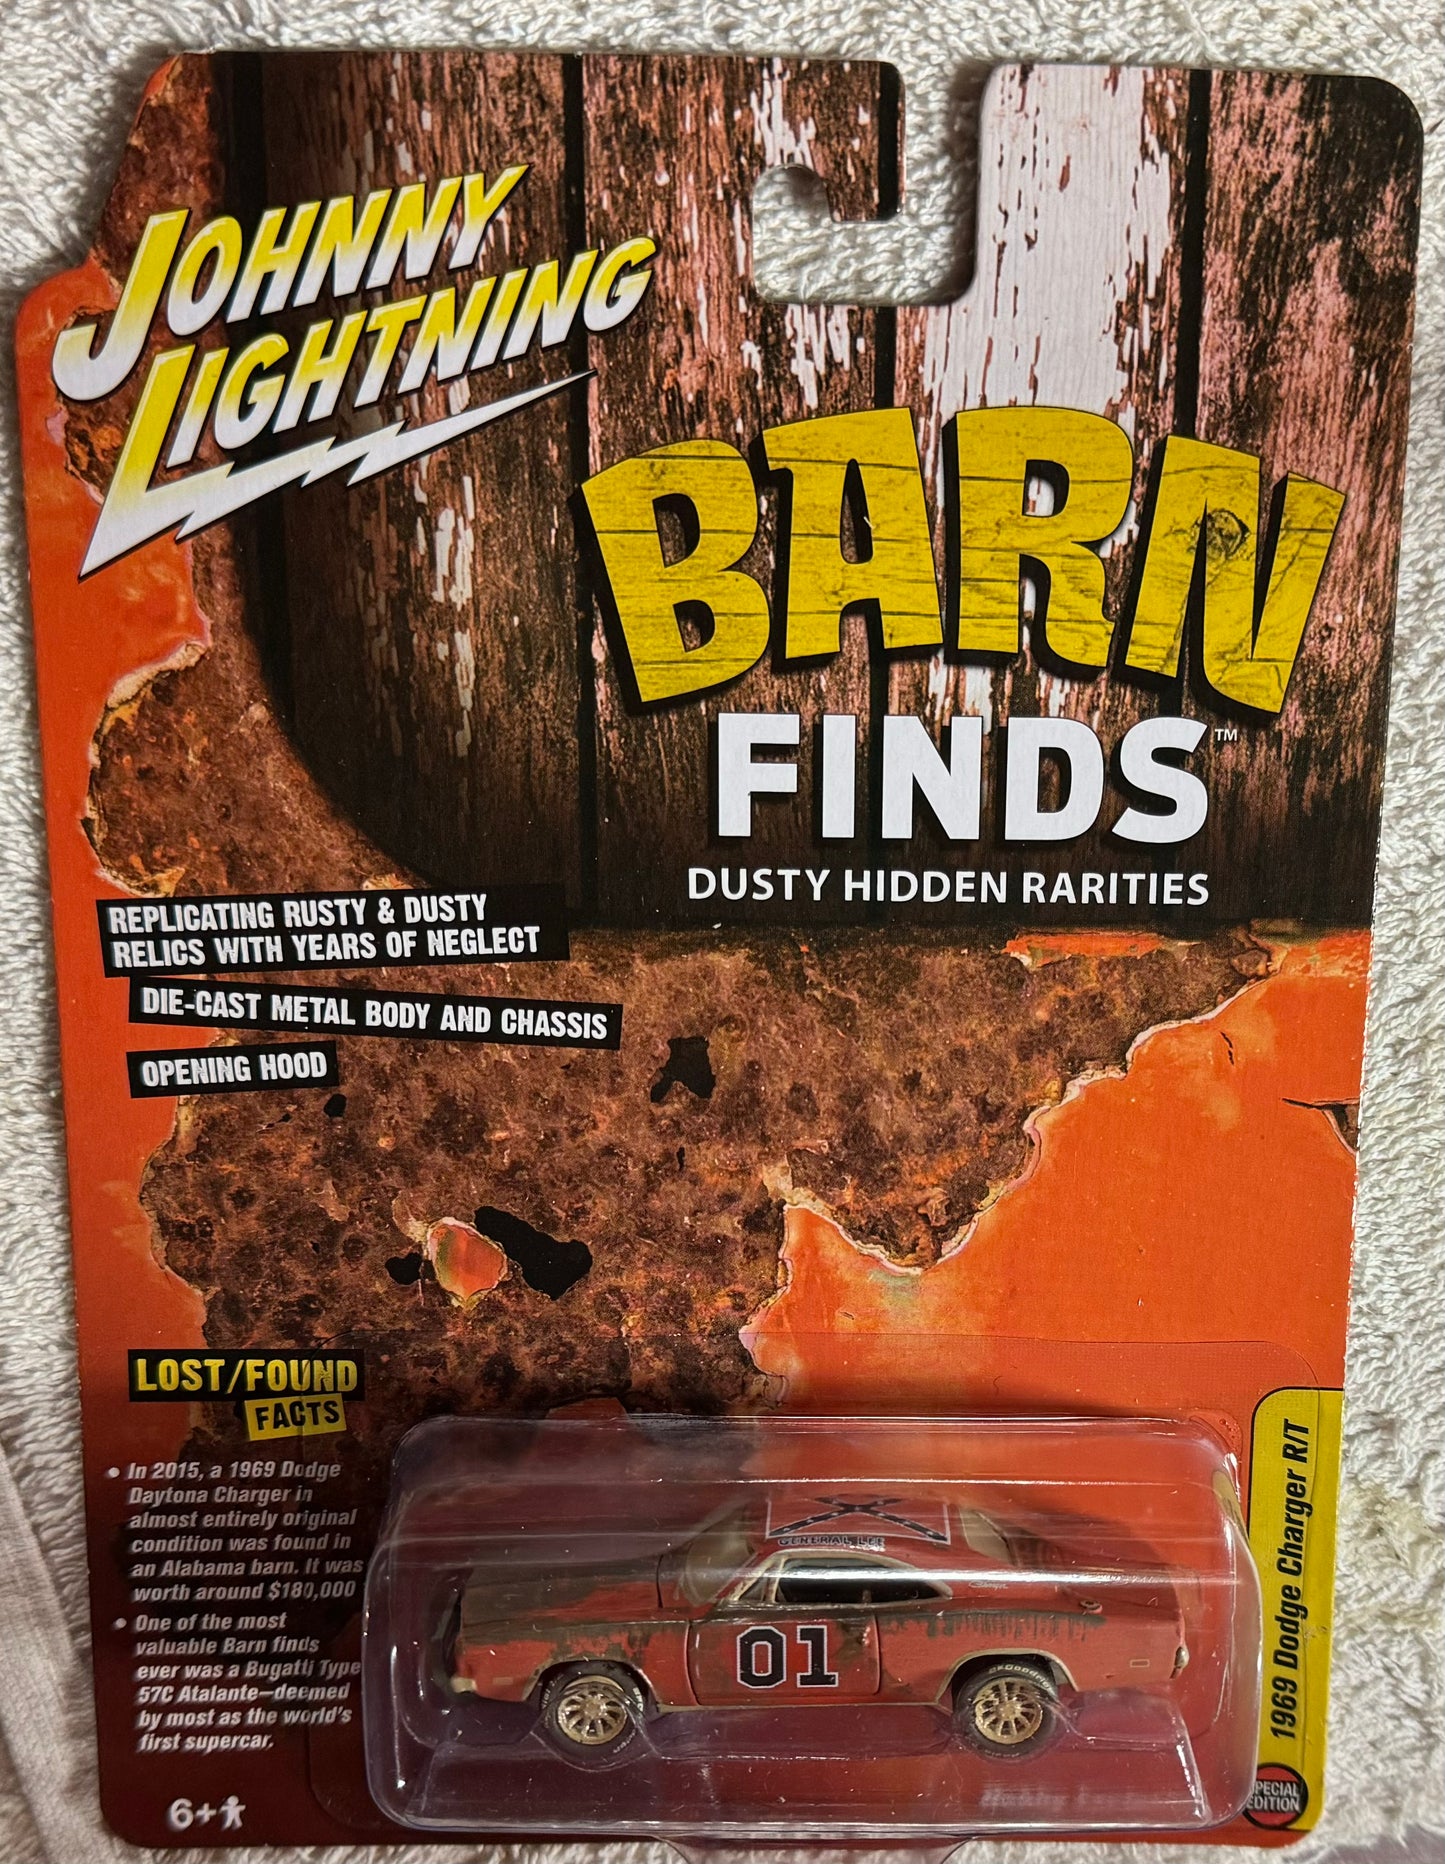 JOHNNY
LIGHTNING
BARN
FINDS™
DUSTY HIDDEN RARITIES
REPLICATING RUSTY & DUSTY
RELICS WITH YEARS OF NEGLECT
DIE-CAST METAL BODY AND CHASSIS
OPENING HOOD
LOST/FOUND
FACTS
• In 2015, a 1969 Dodge
Daytona Charger in
almost entirely original
condition was found in
an Alabama barn. It was
worth around $180,000
• One of the most
valuable Barn finds
ever was a Bugatti Type
57C Atalante—deemed
by most as the world's
first supercar.
6+
GENERAL LEE
Charger
01
1969 Dodge Charger R/T
SPECIAL
EDITION